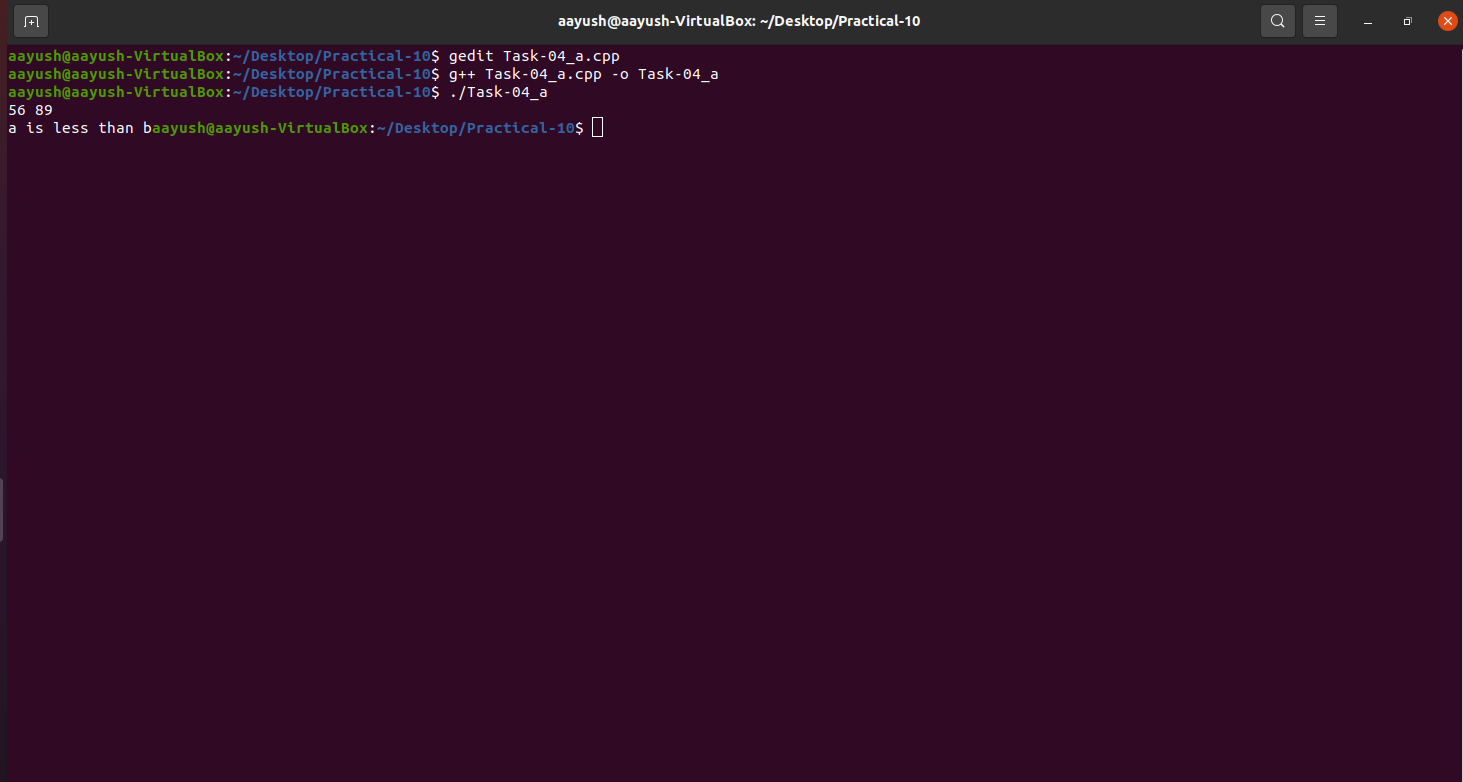 aayush@aayush-VirtualBox: ~/Desktop/Practical-10
aayush@aayush-VirtualBox:~/Desktop/Practical-10$ gedit Task-04_a.cpp
aayush@aayush-VirtualBox:~/Desktop/Practical-10$ g++ Task-04_a.cpp -o Task-04_a
aayush@aayush-VirtualBox:~/Desktop/Practical-10$ ./Task-04_a
56 89
a is less than baayush@aayush-VirtualBox:~/Desktop/Practical-10$